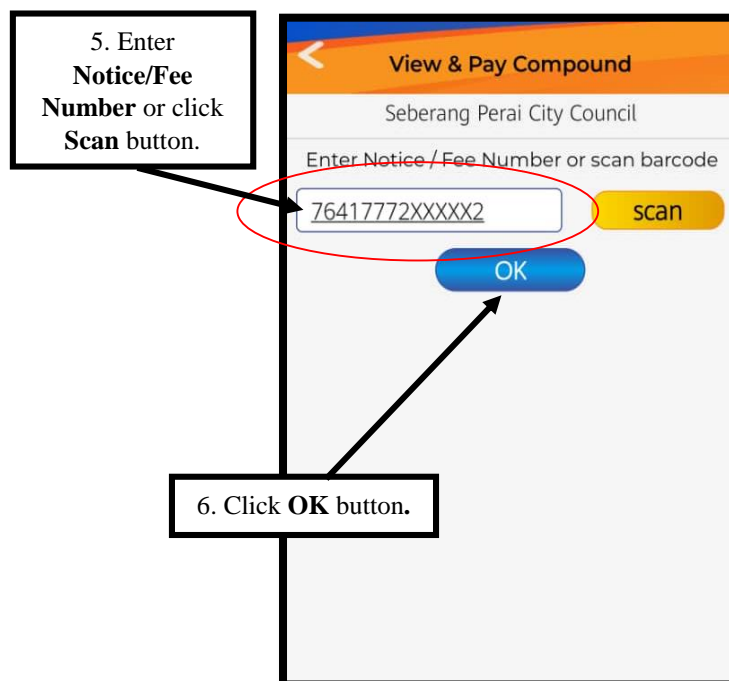 5. Enter
Notice/Fee
Number or click
Scan button.
View & Pay Compound
Seberang Perai City Council
Enter Notice / Fee Number or scan barcode
76417772XXXXX2
scan
OK
6. Click OK button.